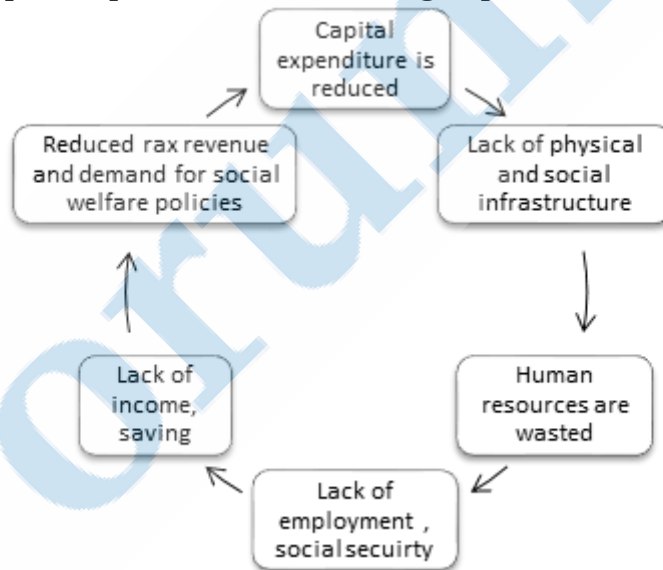 Capital
expenditure is
reduced
Reduced rax revenue
and demand for social
welfare policies
Lack of physical
and social
infrastructure
Lack of
income,
saving
Human
resources are
wasted
Lack of
employment ,
social secuirty